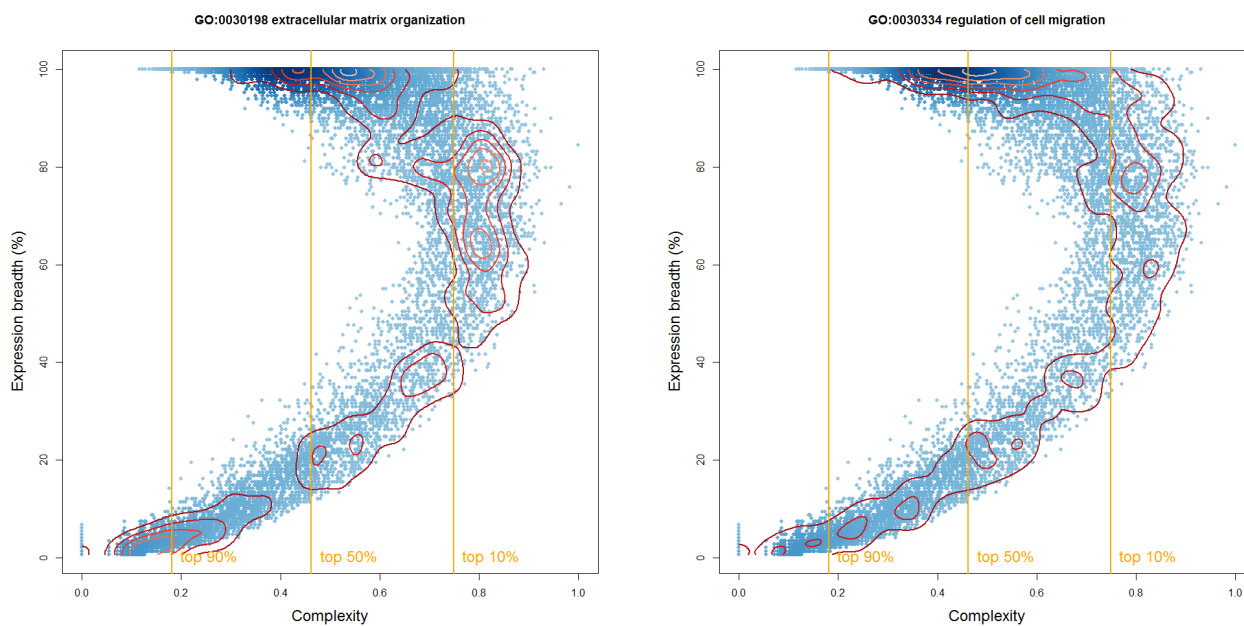 GO:0030198 extracellular matrix organization
Expression breadth (%)
100
80
60
40
20
0
top 90%
top 50%
top 10%
0.0
0.2
0.4
0.6
0.8
1.0
Complexity
GO:0030334 regulation of cell migration
Expression breadth (%)
100
80
60
40
20
0
top 90%
top 50%
top 10%
0.0
0.2
0.4
0.6
0.8
1.0
Complexity